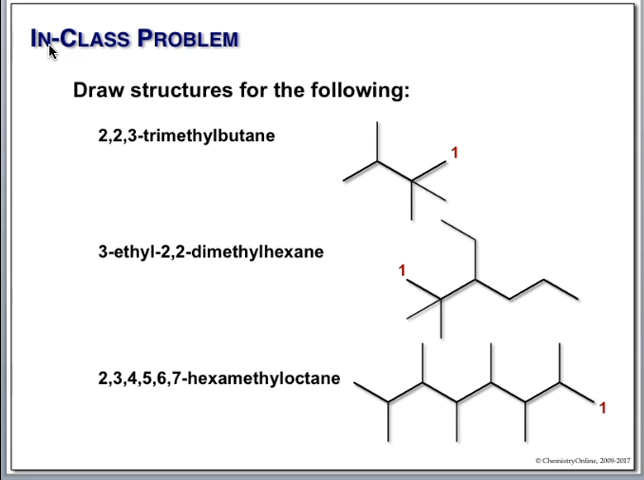 IN-CLASS PROBLEM
Draw structures for the following:
2,2,3-trimethylbutane
1
3-ethyl-2,2-dimethylhexane
1
2,3,4,5,6,7-hexamethyloctane
1
© ChemistryOnline, 2009-2017